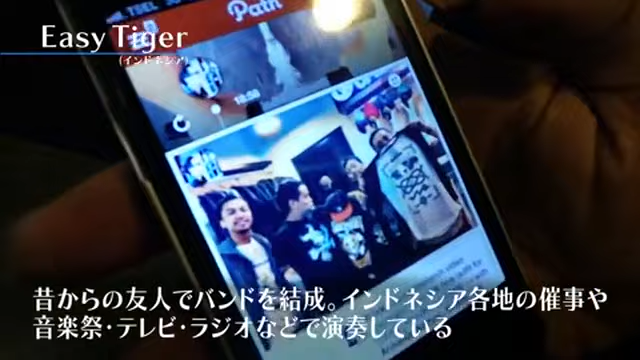 TSEL
Path
Easy Tiger
(インドネシア)
昔からの友人でバンドを結成。インドネシア各地の催事や
音楽祭・テレビ・ラジオなどで演奏している